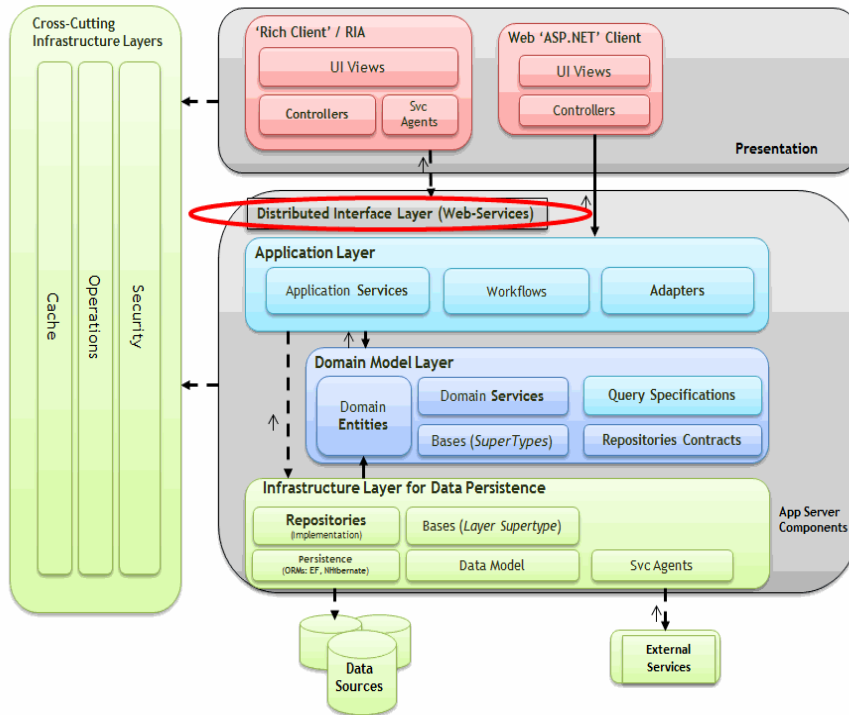 Cross-Cutting
Infrastructure Layers
Cache
Operations
Security
'Rich Client' / RIA
UI Views
Controllers
Svc
Agents
Web 'ASP.NET' Client
UI Views
Controllers
Presentation
Distributed Interface Layer (Web-Services)
Application Layer
Application Services
Workflows
Adapters
Domain Model Layer
Domain
Entities
Domain Services
Query Specifications
Bases (SuperTypes)
Repositories Contracts
Infrastructure Layer for Data Persistence
Repositories
(Implementation)
Bases (Layer Supertype)
Persistence
(ORMs: EF, NHibernate)
Data Model
Svc Agents
App Server
Components
Data
Sources
External
Services